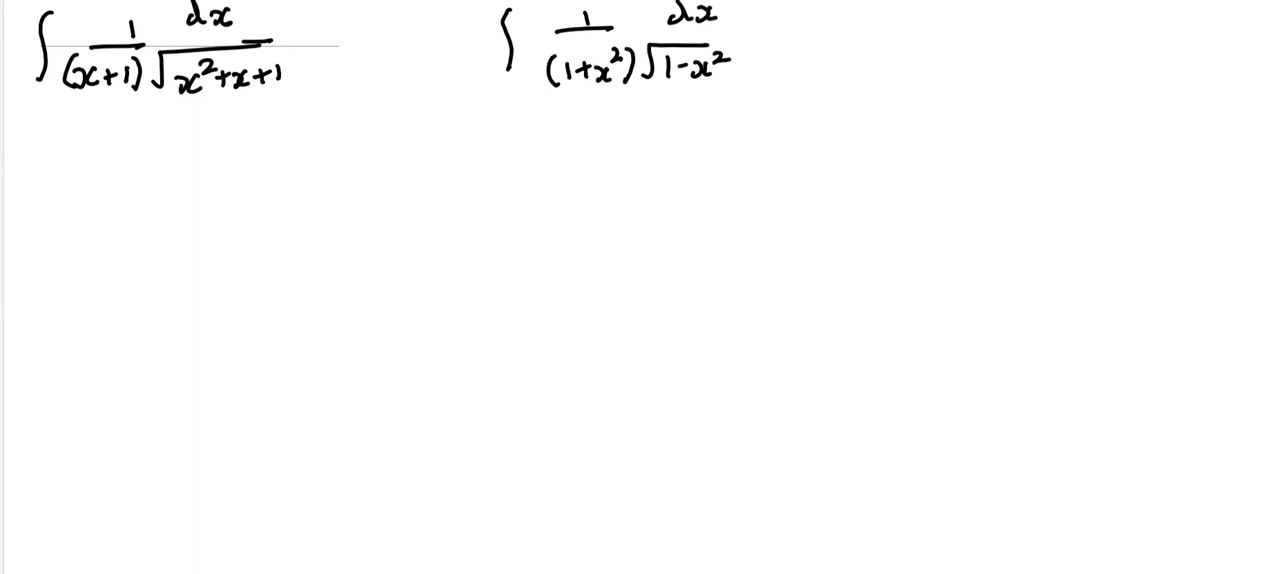 ∫ 1/(x+1) dx/√(x²+x+1)
∫ 1/(1+x²) dx/√(1-x²)